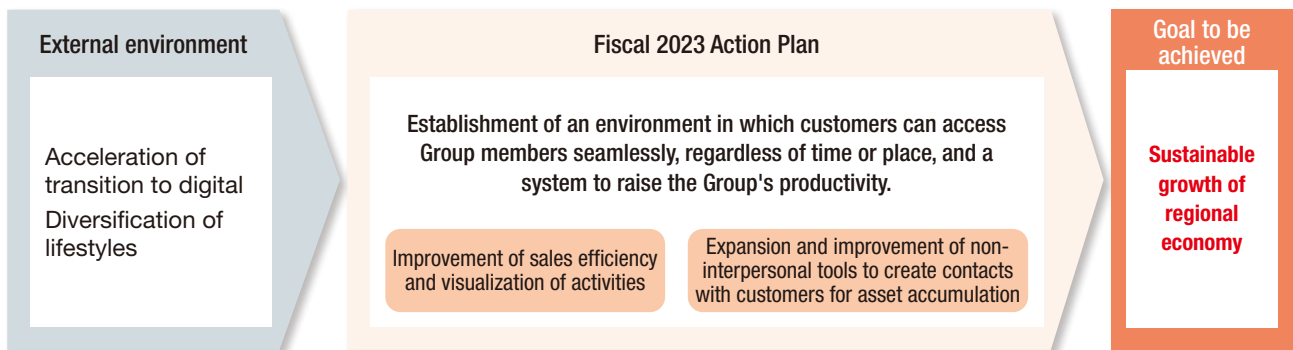 External environment
Acceleration of
transition to digital
Diversification of
lifestyles
Fiscal 2023 Action Plan
Establishment of an environment in which customers can access
Group members seamlessly, regardless of time or place, and a
system to raise the Group's productivity.
Improvement of sales efficiency
and visualization of activities
Expansion and improvement of non-
interpersonal tools to create contacts
with customers for asset accumulation
Goal to be
achieved
Sustainable
growth of
regional
economy